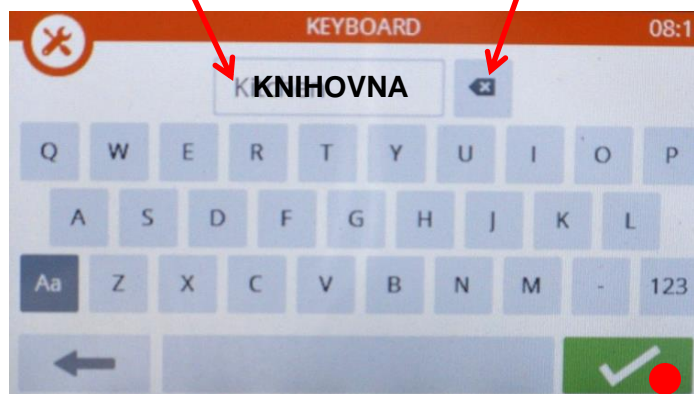 KEYBOARD 08:1
KNIHOVNA
Q W E R T Y U I O P
A S D F G H J K L
Aa Z X C V B N M - 123